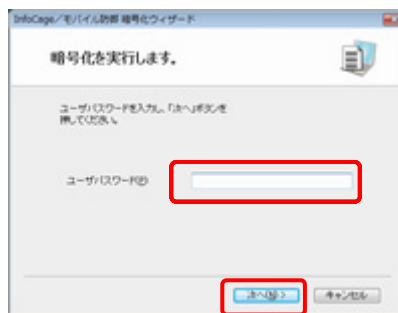 InfoCage／モバイル防御 暗号化ウィザード
暗号化を実行します。
ユーザパスワードを入力し、「次へ」ボタンを
押してください。
ユーザパスワード(P)
次へ(N) >
キャンセル